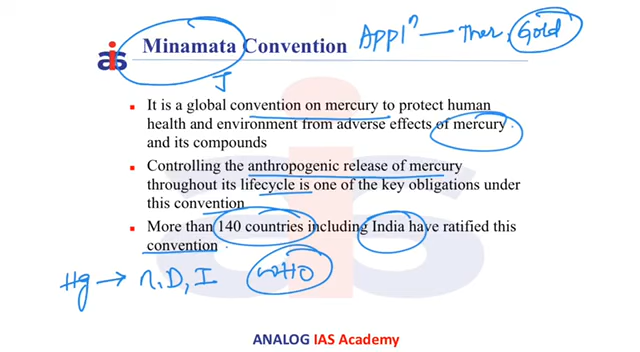 Minamata Convention
Appln — Ther, Gold
ias
J
▪ It is a global convention on mercury to protect human
health and environment from adverse effects of mercury
and its compounds
▪ Controlling the anthropogenic release of mercury
throughout its lifecycle is one of the key obligations under
this convention
▪ More than 140 countries including India have ratified this
convention
Hg → n, D, I WHO
ANALOG IAS Academy